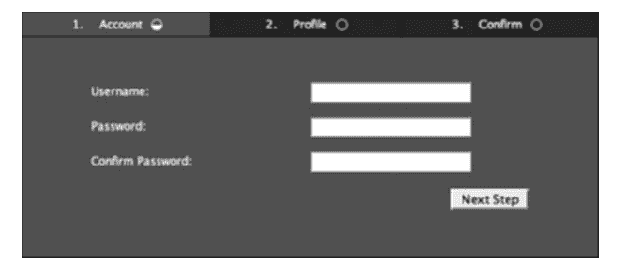 1. Account 2. Profile 3. Confirm
Username:
Password:
Confirm Password:
Next Step